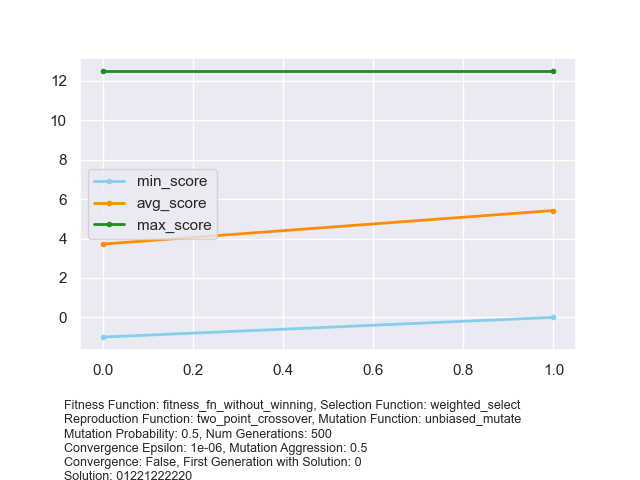 12
10
8
6
4
2
0
min_score
avg_score
max_score
0.0 0.2 0.4 0.6 0.8 1.0
Fitness Function: fitness_fn_without_winning, Selection Function: weighted_select
Reproduction Function: two_point_crossover, Mutation Function: unbiased_mutate
Mutation Probability: 0.5, Num Generations: 500
Convergence Epsilon: 1e-06, Mutation Aggression: 0.5
Convergence: False, First Generation with Solution: 0
Solution: 01221222220